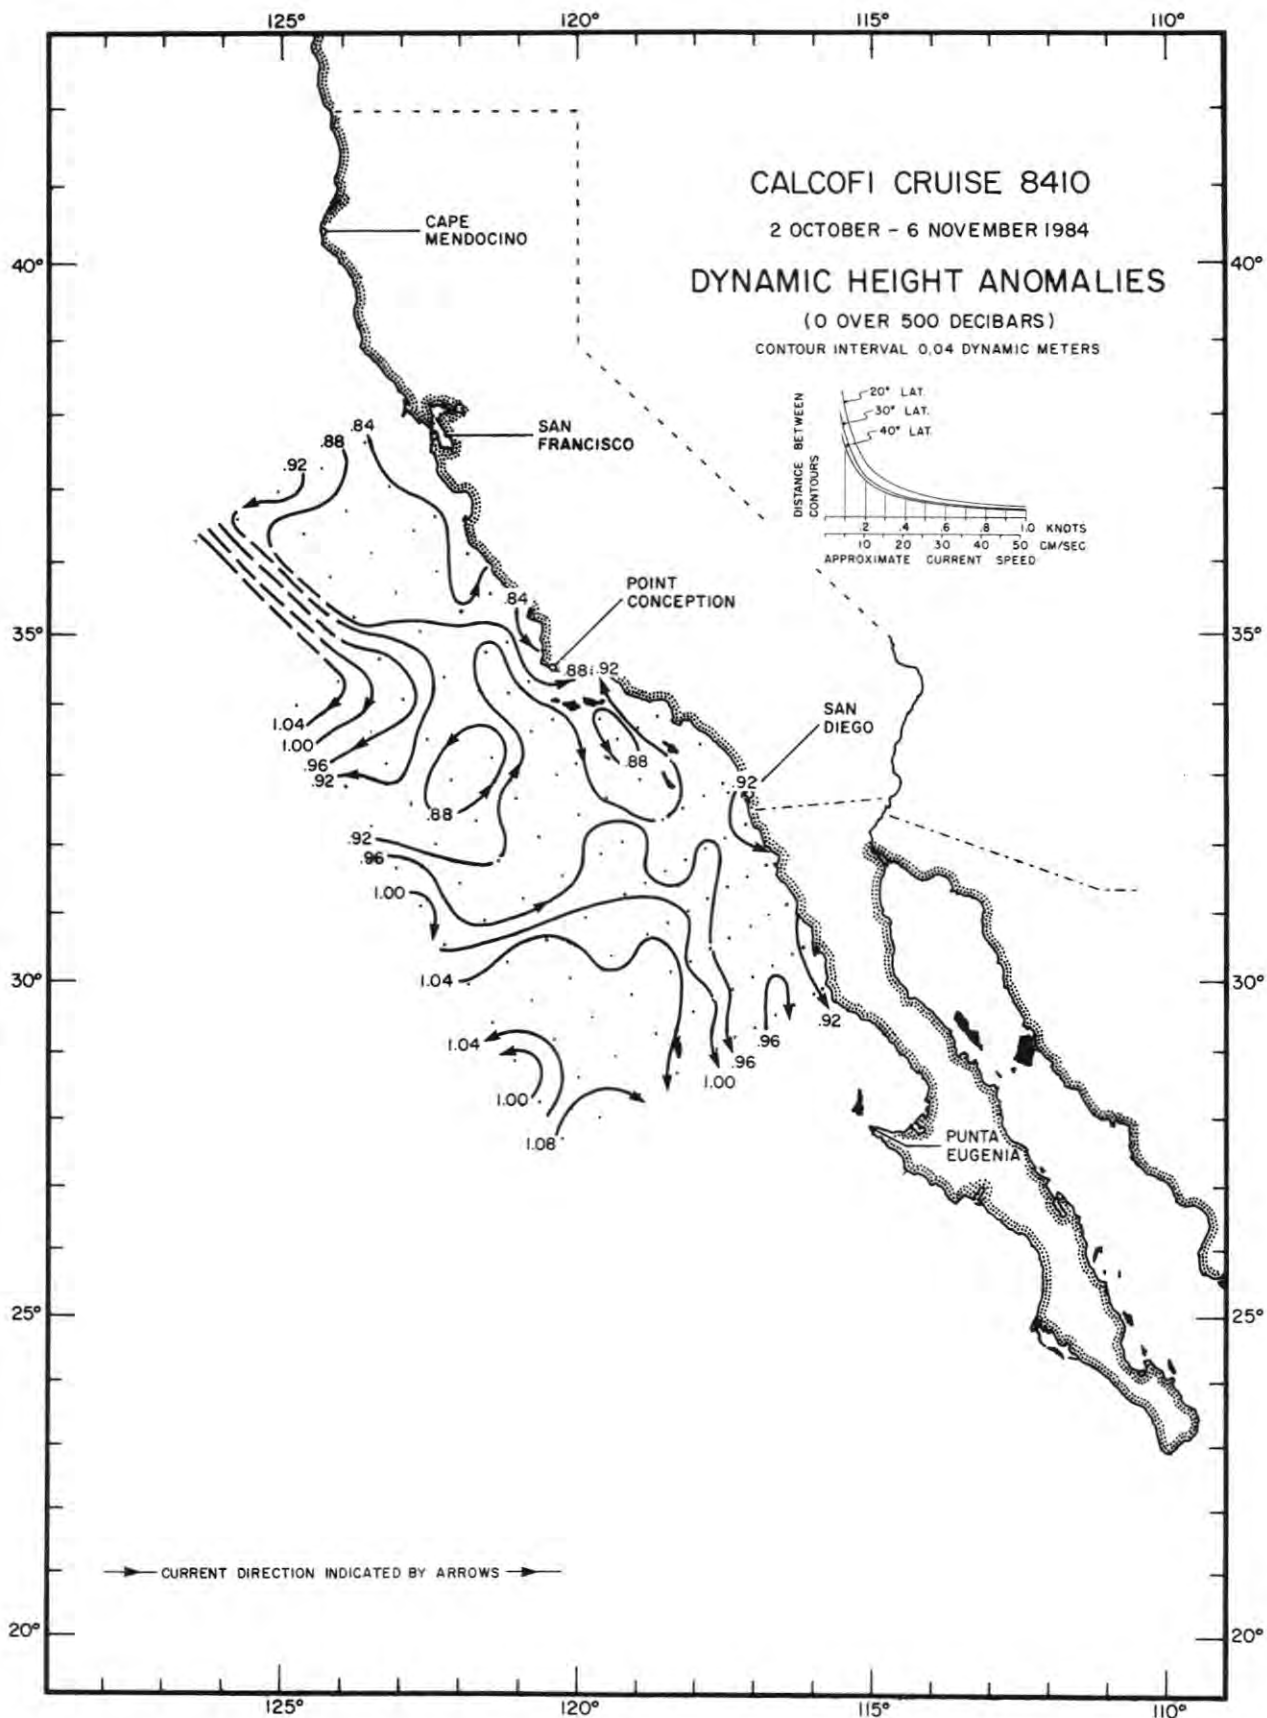 125° 120° 115° 110°
CALCOFI CRUISE 8410
2 OCTOBER - 6 NOVEMBER 1984
CAPE
MENDOCINO
40° 40°
DYNAMIC HEIGHT ANOMALIES
(0 OVER 500 DECIBARS)
CONTOUR INTERVAL 0.04 DYNAMIC METERS
DISTANCE BETWEEN
CONTOURS
20° LAT.
30° LAT.
40° LAT.
.2 .4 .6 .8 1.0 KNOTS
10 20 30 40 50 CM/SEC
APPROXIMATE CURRENT SPEED
SAN
FRANCISCO
.92 .88 .84
POINT
CONCEPTION
.84
35° 35°
.88 .92
SAN
DIEGO
1.04
1.00
.96
.92
.88
.88
.92
.92
.96
1.00
30° 30°
1.04
.92
.96
.96
1.00
1.04
1.00
1.08
PUNTA
EUGENIA
25° 25°
CURRENT DIRECTION INDICATED BY ARROWS
20° 20°
125° 120° 115° 110°